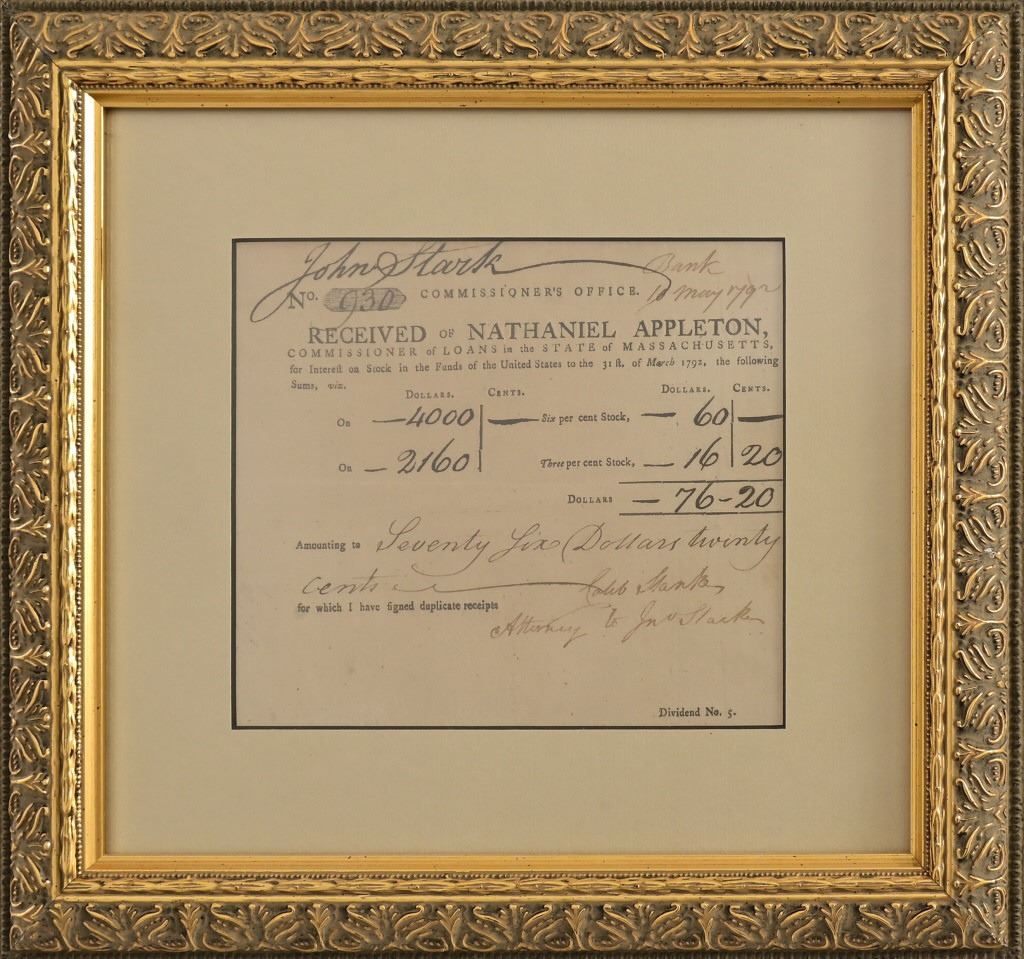 John Stark Bank
No. 930 COMMISSIONER'S OFFICE. 10 May 1792
RECEIVED OF NATHANIEL APPLETON,
COMMISSIONER of LOANS in the STATE of MASSACHUSETTS,
for Intereſt on Stock in the Funds of the United States to the 31ſt. of March 1792, the following
Sums, viz.
DOLLARS. CENTS. DOLLARS. CENTS.
On — 4000 — Six per cent Stock, — 60 —
On — 2160 Three per cent Stock, — 16 20
DOLLARS — 76-20
Amounting to Seventy Six Dollars twenty
cents Caleb Stark
for which I have ſigned duplicate receipts
Attorney to Jno Stark
Dividend No. 5.